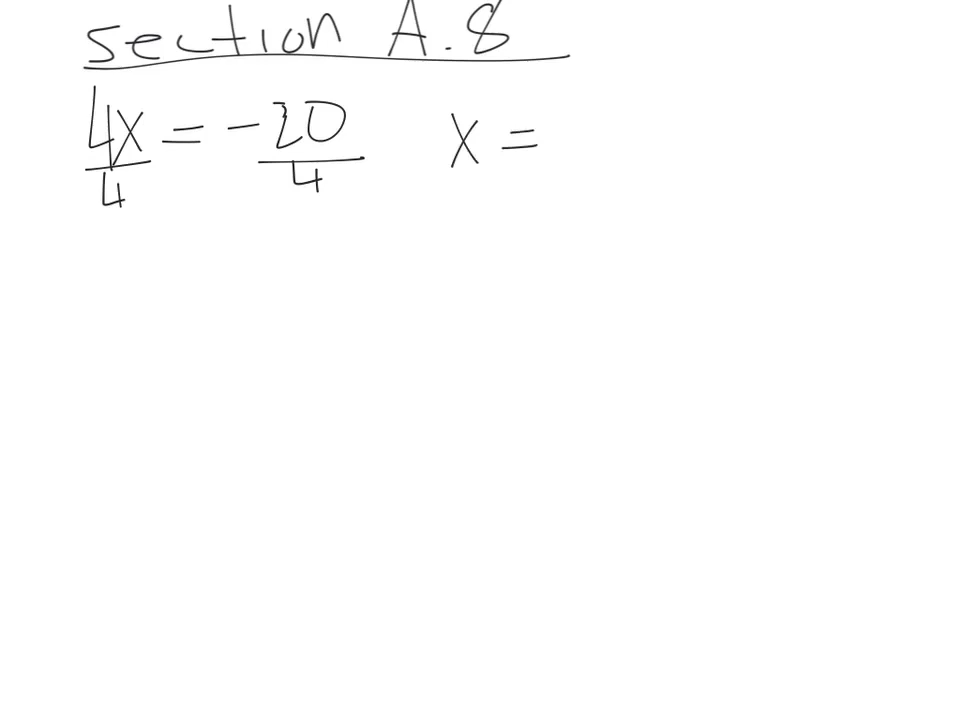 section A.8
4x = -20 x =
4 4